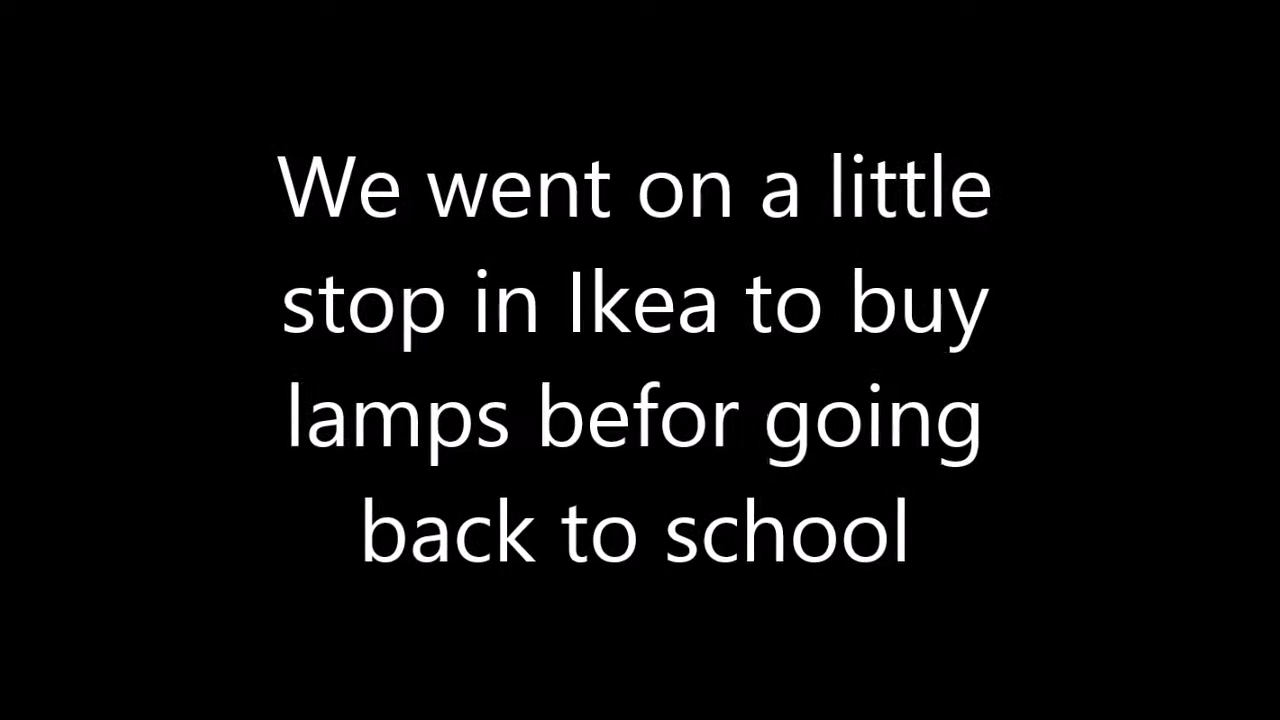 We went on a little
stop in Ikea to buy
lamps befor going
back to school